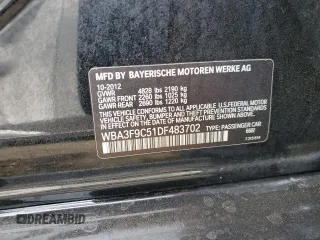 MFD BY BAYERISCHE MOTOREN WERKE AG
10-2012
GVWR 4828 lbs 2190 kg
GAWR FRONT 2260 lbs 1025 kg
GAWR REAR 2690 lbs 1220 kg
THIS VEHICLE CONFORMS TO ALL APPLICABLE U.S. FEDERAL MOTOR VEHICLE SAFETY, BUMPER AND THEFT PREVENTION STANDARDS IN EFFECT ON THE DATE OF MANUFACTURE SHOWN ABOVE.
WBA3F9C51DF483702 TYPE: PASSENGER CAR
DREAMBID